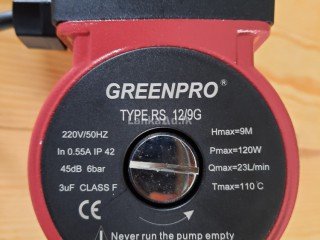 GREENPRO®
TYPE RS 12/9G
220V/50HZ
In 0.55A IP 42
45dB 6bar
3uF CLASS F
Hmax=9M
Pmax=120W
Qmax=23L/min
Tmax=110°C
CE
Never run the pump empty